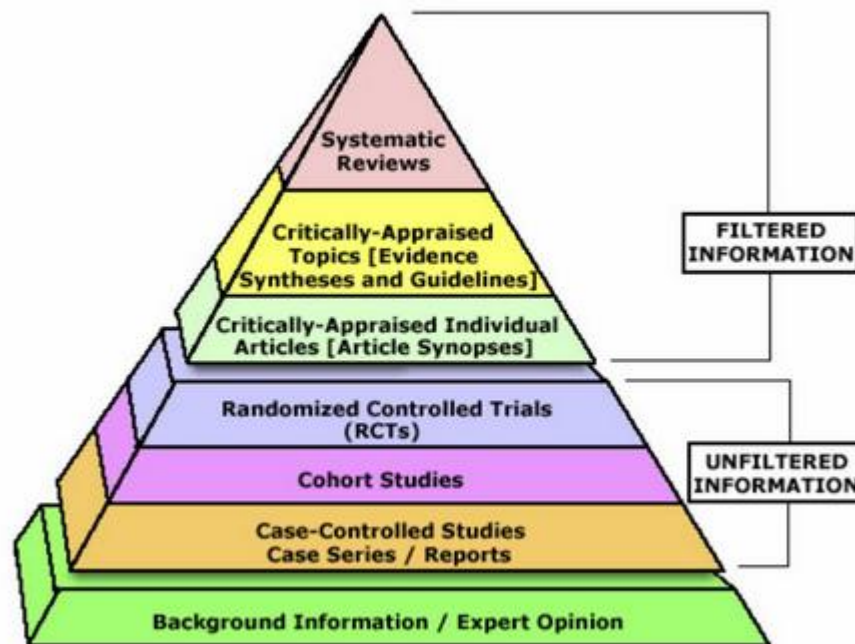 Systematic
Reviews
Critically-Appraised
Topics [Evidence
Syntheses and Guidelines]
FILTERED
INFORMATION
Critically-Appraised Individual
Articles [Article Synopses]
Randomized Controlled Trials
(RCTs)
UNFILTERED
INFORMATION
Cohort Studies
Case-Controlled Studies
Case Series / Reports
Background Information / Expert Opinion